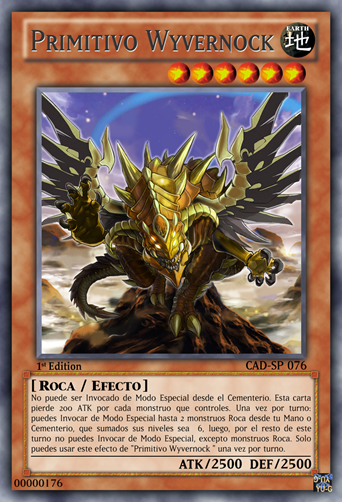 PRIMITIVO WYVERNOCK
EARTH
地
1st Edition
CAD-SP 076
[ ROCA / EFECTO ]
No puede ser Invocado de Modo Especial desde el Cementerio. Esta carta
pierde 200 ATK por cada monstruo que controles. Una vez por turno:
puedes Invocar de Modo Especial hasta 2 monstruos Roca desde tu Mano o
Cementerio, que sumados sus niveles sea 6, luego, por el resto de este
turno no puedes Invocar de Modo Especial, excepto monstruos Roca. Solo
puedes usar este efecto de "Primitivo Wyvernock " una vez por turno.
ATK/2500 DEF/2500
00000176